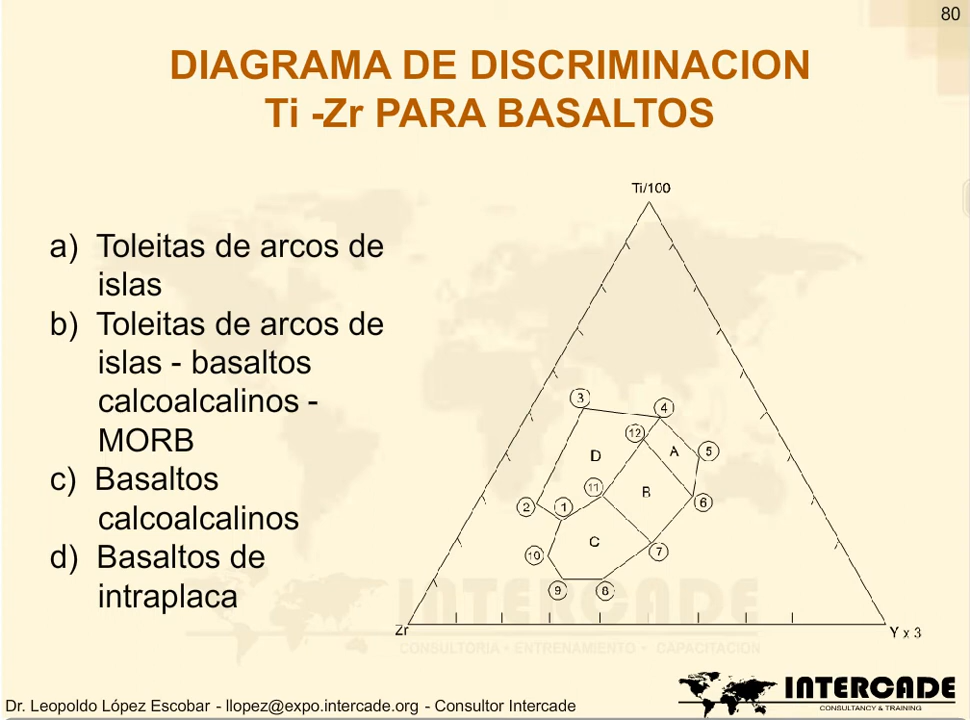 80
DIAGRAMA DE DISCRIMINACION
Ti -Zr PARA BASALTOS
a) Toleitas de arcos de
islas
b) Toleitas de arcos de
islas - basaltos
calcoalcalinos -
MORB
c) Basaltos
calcoalcalinos
d) Basaltos de
intraplaca
Ti/100
3
4
12
5
D
A
11
B
2
1
6
C
10
7
9
8
Zr
Y x 3
INTERCADE
CONSULTORIA • ENTRENAMIENTO • CAPACITACION
Dr. Leopoldo López Escobar - llopez@expo.intercade.org - Consultor Intercade
INTERCADE
CONSULTANCY & TRAINING